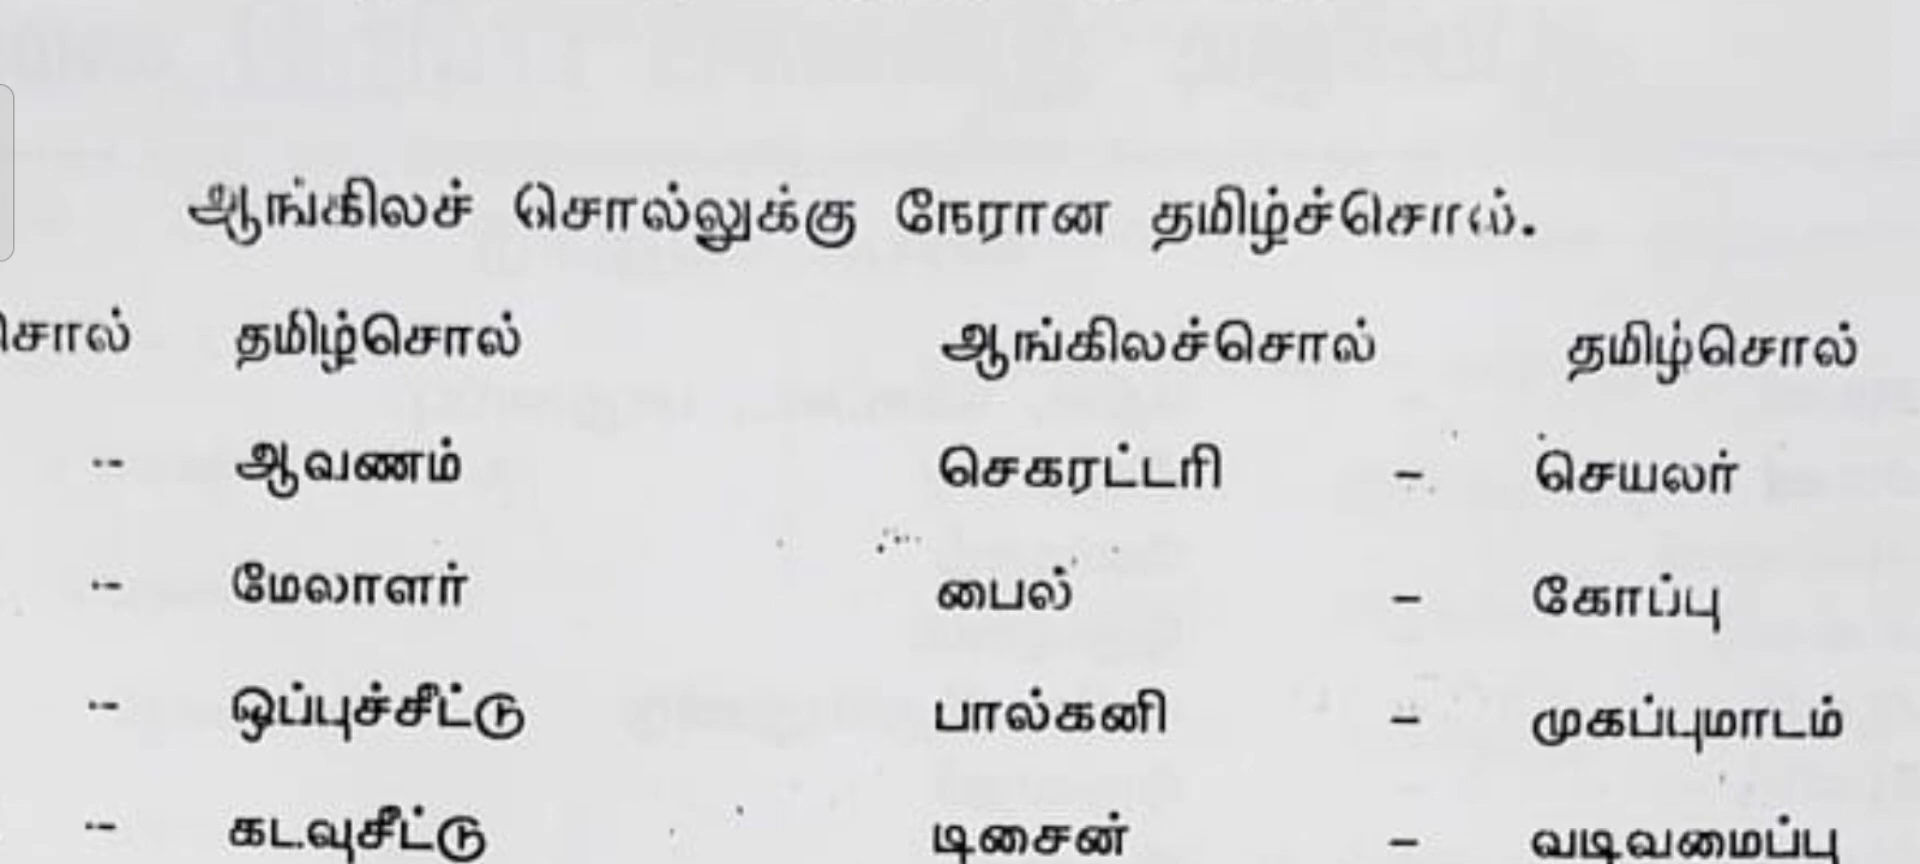 ஆங்கிலச் சொல்லுக்கு நேரான தமிழ்ச்சொல்.
சொல் தமிழ்சொல் ஆங்கிலச்சொல் தமிழ்சொல்
-- ஆவணம் செகரட்டரி – செயலர்
-- மேலாளர் பைல் – கோப்பு
-- ஒப்புச்சீட்டு பால்கனி – முகப்புமாடம்
-- கடவுசீட்டு டிசைன் – வடிவமைப்பு